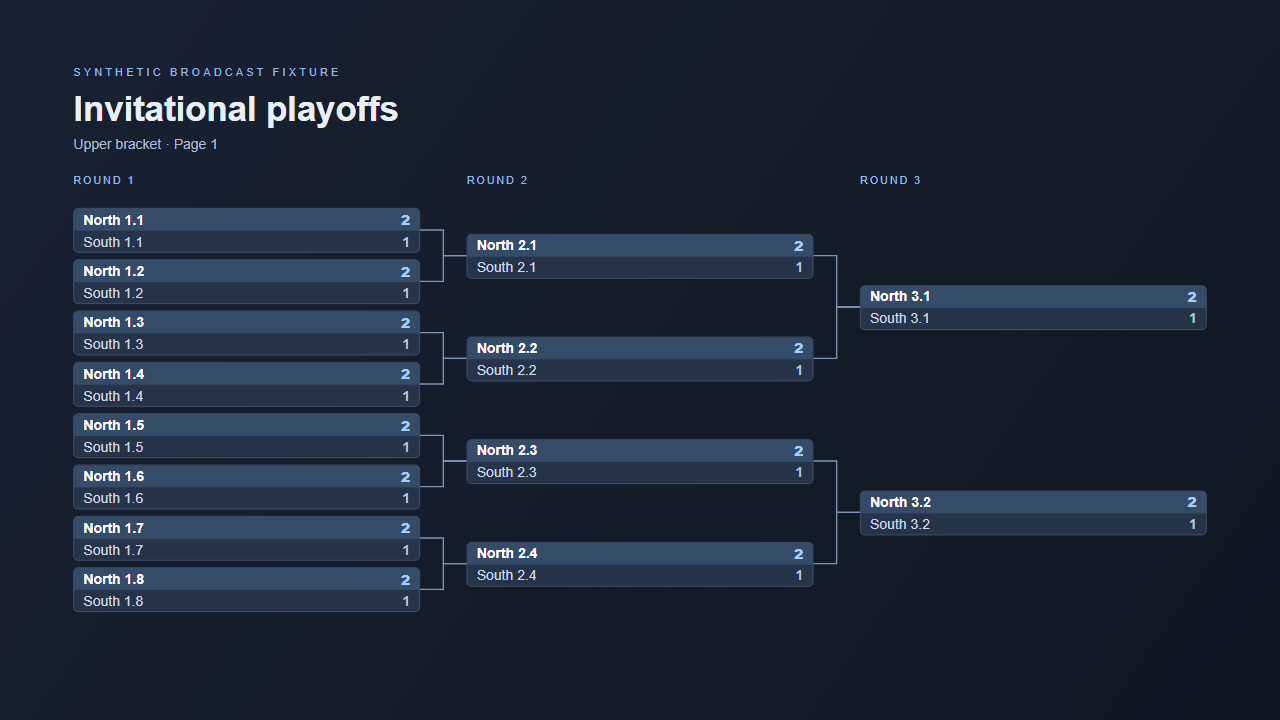 SYNTHETIC BROADCAST FIXTURE
Invitational playoffs
Upper bracket · Page 1
ROUND 1
North 1.1 2
South 1.1 1
North 1.2 2
South 1.2 1
North 1.3 2
South 1.3 1
North 1.4 2
South 1.4 1
North 1.5 2
South 1.5 1
North 1.6 2
South 1.6 1
North 1.7 2
South 1.7 1
North 1.8 2
South 1.8 1
ROUND 2
North 2.1 2
South 2.1 1
North 2.2 2
South 2.2 1
North 2.3 2
South 2.3 1
North 2.4 2
South 2.4 1
ROUND 3
North 3.1 2
South 3.1 1
North 3.2 2
South 3.2 1